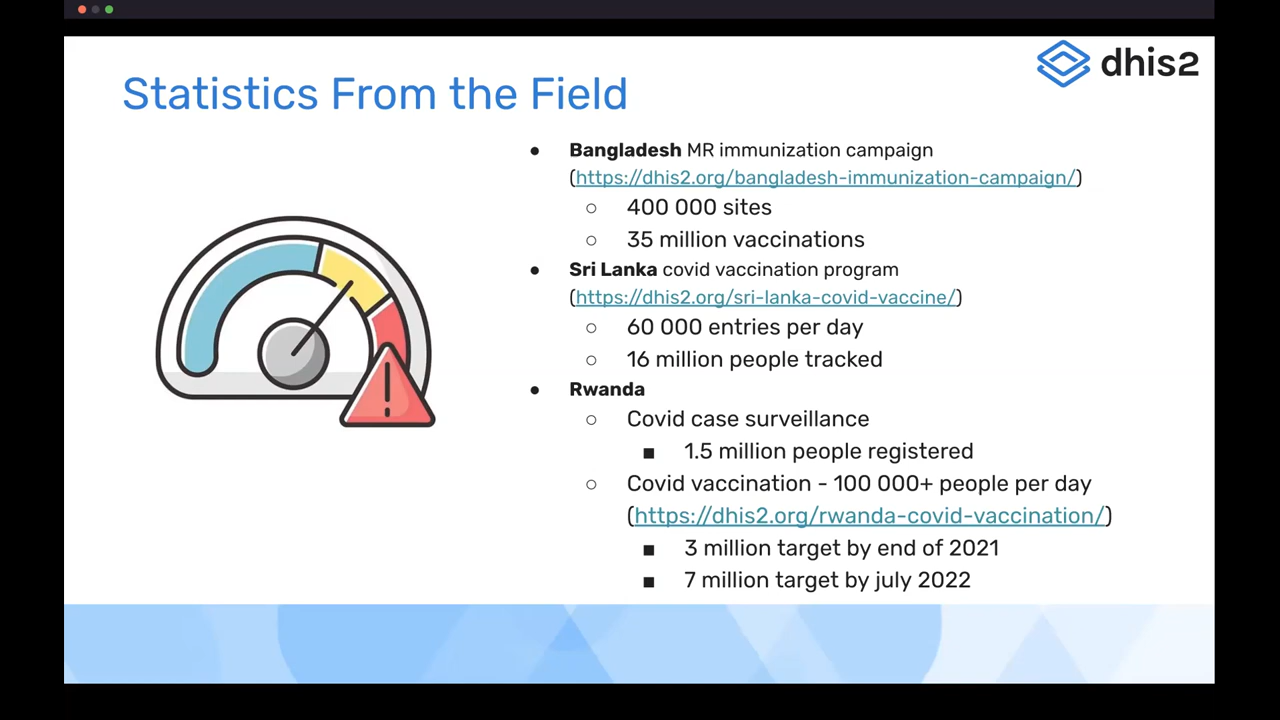 dhis2
Statistics From the Field
● Bangladesh MR immunization campaign
(https://dhis2.org/bangladesh-immunization-campaign/)
○ 400 000 sites
○ 35 million vaccinations
● Sri Lanka covid vaccination program
(https://dhis2.org/sri-lanka-covid-vaccine/)
○ 60 000 entries per day
○ 16 million people tracked
● Rwanda
○ Covid case surveillance
■ 1.5 million people registered
○ Covid vaccination - 100 000+ people per day
(https://dhis2.org/rwanda-covid-vaccination/)
■ 3 million target by end of 2021
■ 7 million target by july 2022